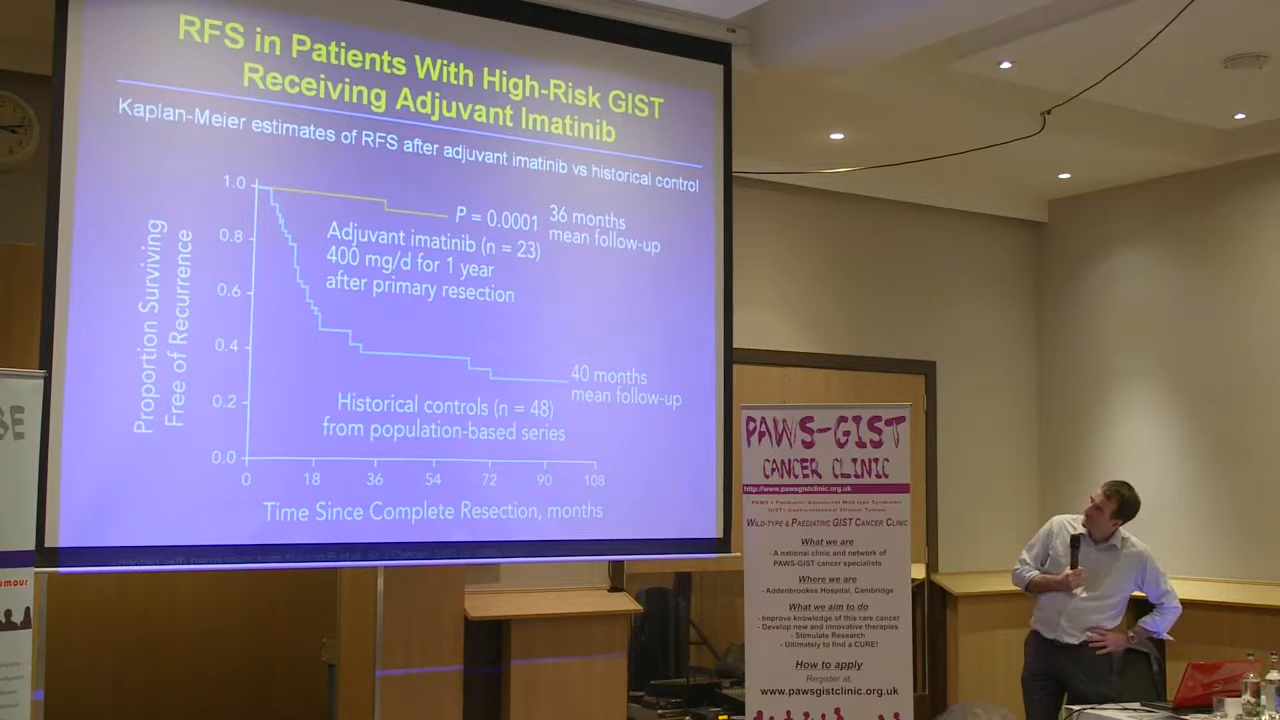 RFS in Patients With High-Risk GIST
Receiving Adjuvant Imatinib
Kaplan-Meier estimates of RFS after adjuvant imatinib vs historical control
1.0
0.8
0.6
0.4
0.2
0.0
Proportion Surviving
Free of Recurrence
P = 0.0001
36 months
mean follow-up
Adjuvant imatinib (n = 23)
400 mg/d for 1 year
after primary resection
40 months
mean follow-up
Historical controls (n = 48)
from population-based series
0 18 36 54 72 90 108
Time Since Complete Resection, months
PAWS-GIST
CANCER CLINIC
http://www.pawsgistclinic.org.uk
WILD-TYPE & PAEDIATRIC GIST CANCER CLINIC
What we are
- A national clinic and network of
PAWS-GIST cancer specialists
Where we are
- Addenbrookes Hospital, Cambridge
What we aim to do
- Improve knowledge of this rare cancer
- Develop new and innovative therapies
- Stimulate Research
- Ultimately to find a CURE!
How to apply
Register at
www.pawsgistclinic.org.uk